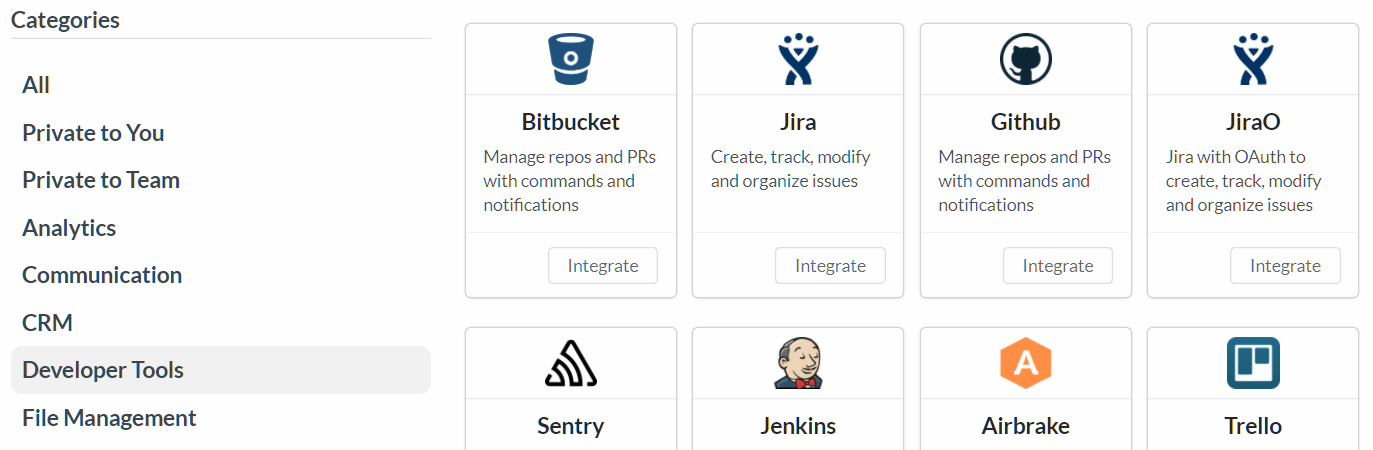 Categories
All
Private to You
Private to Team
Analytics
Communication
CRM
Developer Tools
File Management
Bitbucket
Manage repos and PRs
with commands and
notifications
Integrate
Jira
Create, track, modify
and organize issues
Integrate
Github
Manage repos and PRs
with commands and
notifications
Integrate
JiraO
Jira with OAuth to
create, track, modify
and organize issues
Integrate
Sentry
Jenkins
A
Airbrake
Trello